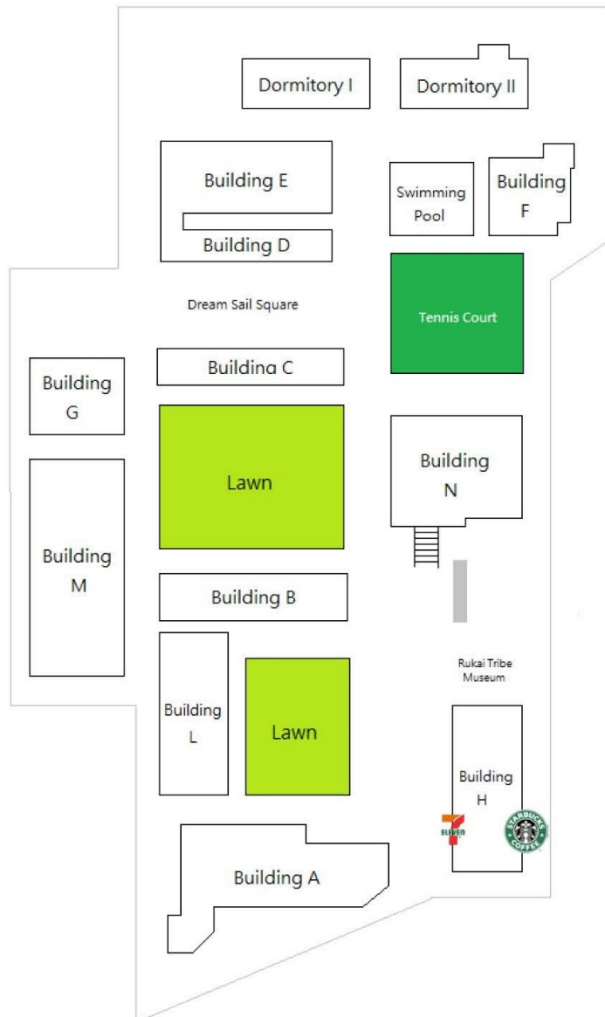 Dormitory I
Dormitory II
Building E
Swimming
Pool
Building
F
Building D
Dream Sail Square
Tennis Court
Building C
Building
G
Lawn
Building
N
Building
M
Building B
Rukai Tribe
Museum
Building
L
Lawn
Building
H
7
ELEVEN
STARBUCKS
COFFEE
Building A